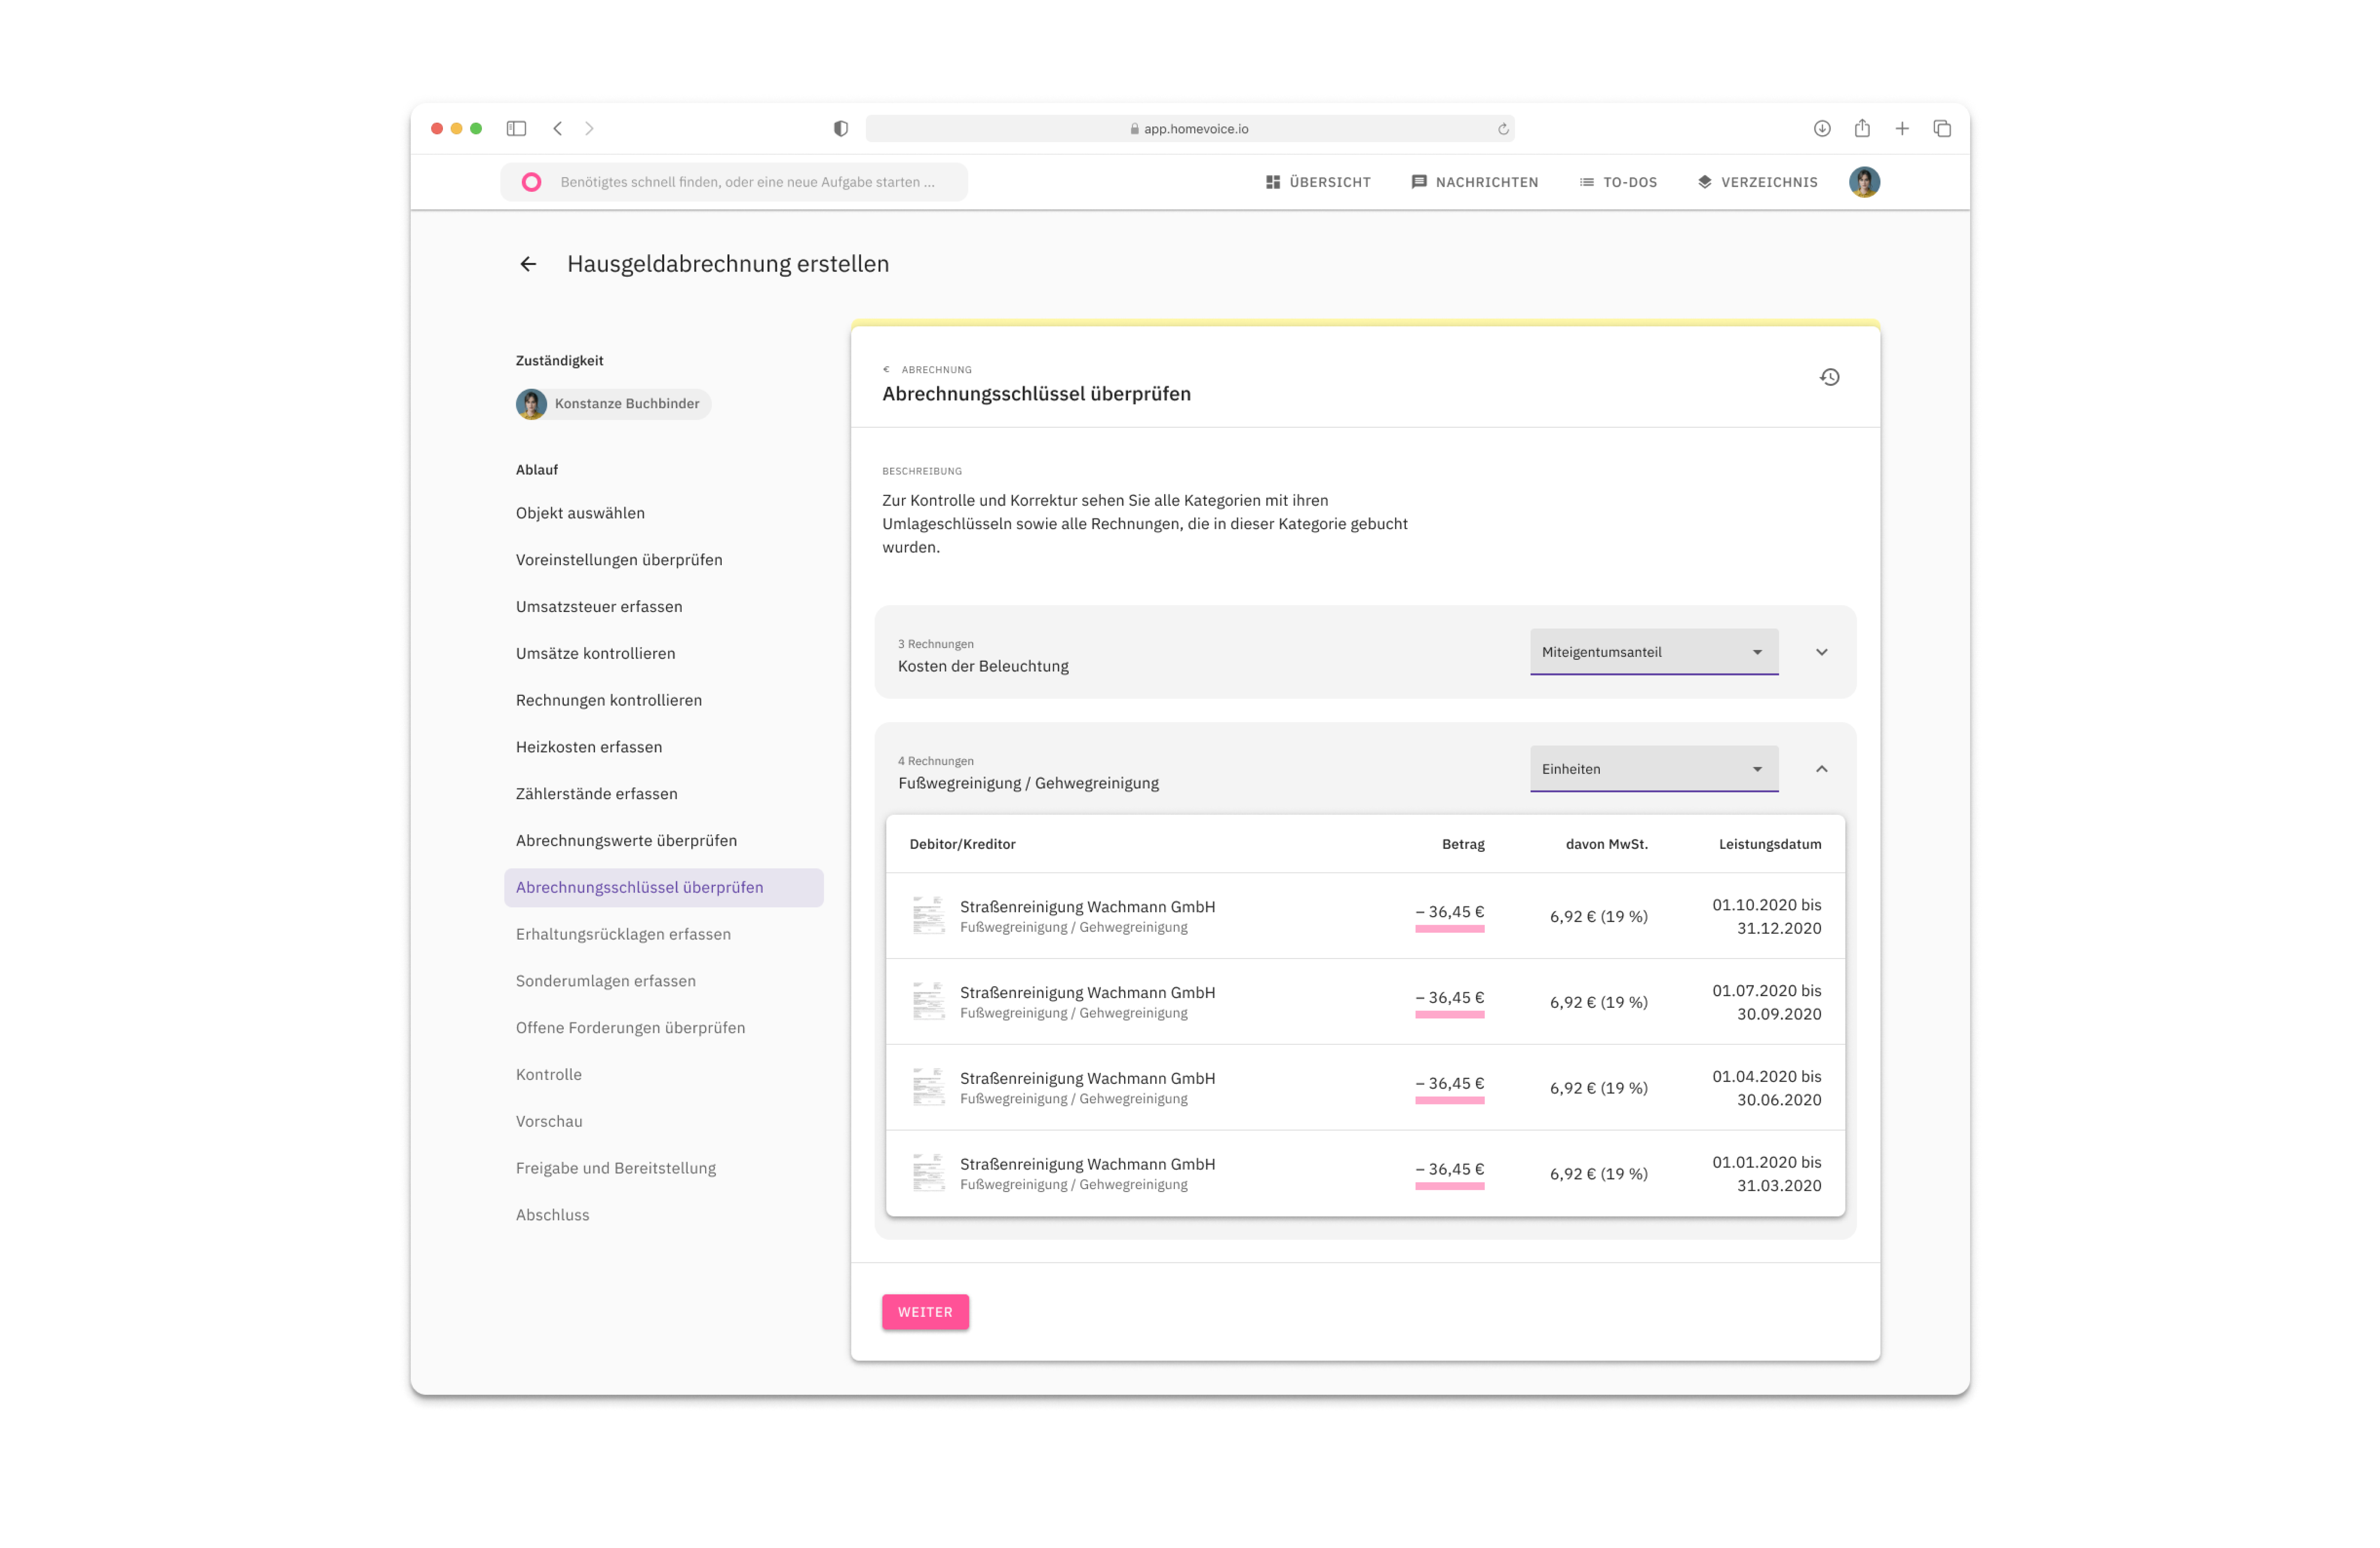 app.homevoice.io
Benötigtes schnell finden, oder eine neue Aufgabe starten ...
ÜBERSICHT
NACHRICHTEN
TO-DOS
VERZEICHNIS
Hausgeldabrechnung erstellen
Zuständigkeit
Konstanze Buchbinder
Ablauf
Objekt auswählen
Voreinstellungen überprüfen
Umsatzsteuer erfassen
Umsätze kontrollieren
Rechnungen kontrollieren
Heizkosten erfassen
Zählerstände erfassen
Abrechnungswerte überprüfen
Abrechnungsschlüssel überprüfen
Erhaltungsrücklagen erfassen
Sonderumlagen erfassen
Offene Forderungen überprüfen
Kontrolle
Vorschau
Freigabe und Bereitstellung
Abschluss
€ ABRECHNUNG
Abrechnungsschlüssel überprüfen
BESCHREIBUNG
Zur Kontrolle und Korrektur sehen Sie alle Kategorien mit ihren
Umlageschlüsseln sowie alle Rechnungen, die in dieser Kategorie gebucht
wurden.
3 Rechnungen
Kosten der Beleuchtung
Miteigentumsanteil
4 Rechnungen
Fußwegreinigung / Gehwegreinigung
Einheiten
Debitor/Kreditor Betrag davon MwSt. Leistungsdatum
Straßenreinigung Wachmann GmbH
Fußwegreinigung / Gehwegreinigung
– 36,45 €
6,92 € (19 %)
01.10.2020 bis
31.12.2020
Straßenreinigung Wachmann GmbH
Fußwegreinigung / Gehwegreinigung
– 36,45 €
6,92 € (19 %)
01.07.2020 bis
30.09.2020
Straßenreinigung Wachmann GmbH
Fußwegreinigung / Gehwegreinigung
– 36,45 €
6,92 € (19 %)
01.04.2020 bis
30.06.2020
Straßenreinigung Wachmann GmbH
Fußwegreinigung / Gehwegreinigung
– 36,45 €
6,92 € (19 %)
01.01.2020 bis
31.03.2020
WEITER